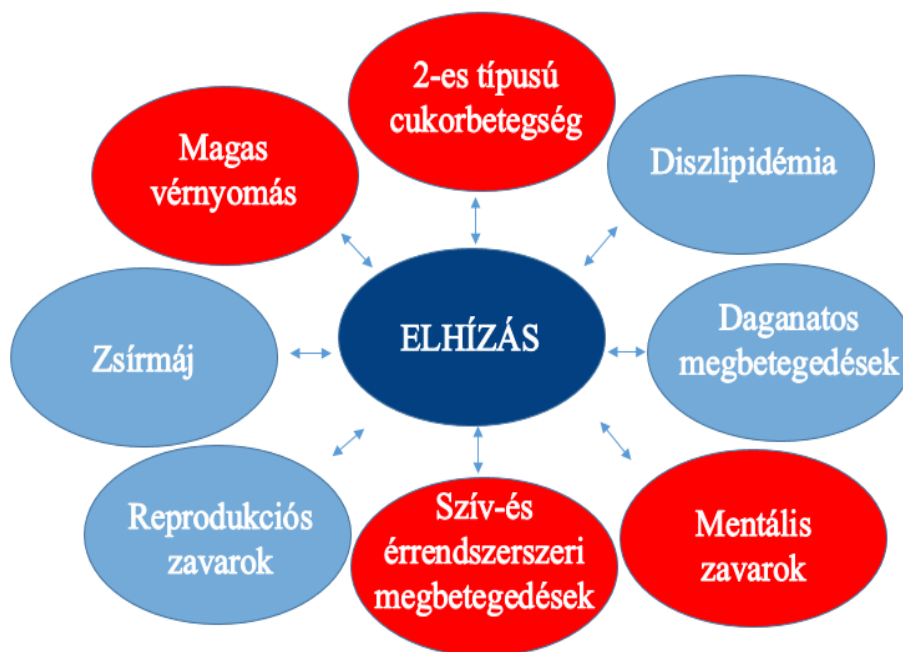 2-es típusú
cukorbetegség
Magas
vérnyomás
Diszlipidémia
ELHÍZÁS
Daganatos
megbetegedések
Zsírmáj
Reprodukciós
zavarok
Szív-és
érrendszerszeri
megbetegedések
Mentális
zavarok